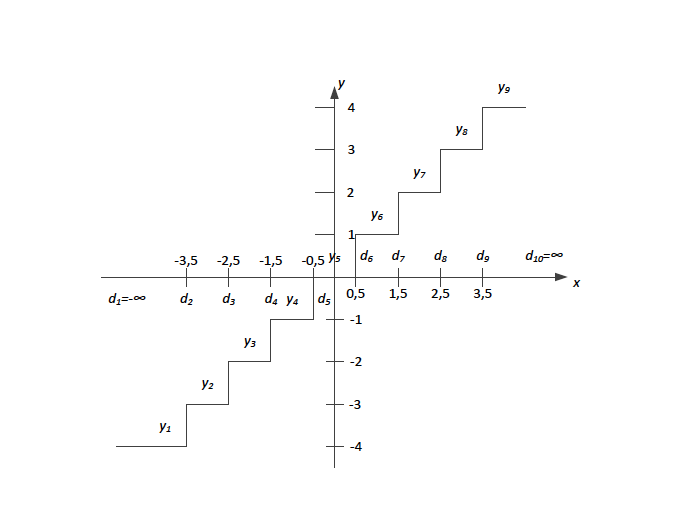 y₉
y
4
y₈
3
y₇
2
y₆
1
-3,5 -2,5 -1,5 -0,5 y₅ d₆ d₇ d₈ d₉ d₁₀=∞
x
d₁=-∞ d₂ d₃ d₄ y₄ d₅ 0,5 1,5 2,5 3,5
-1
y₃
-2
y₂
-3
y₁
-4